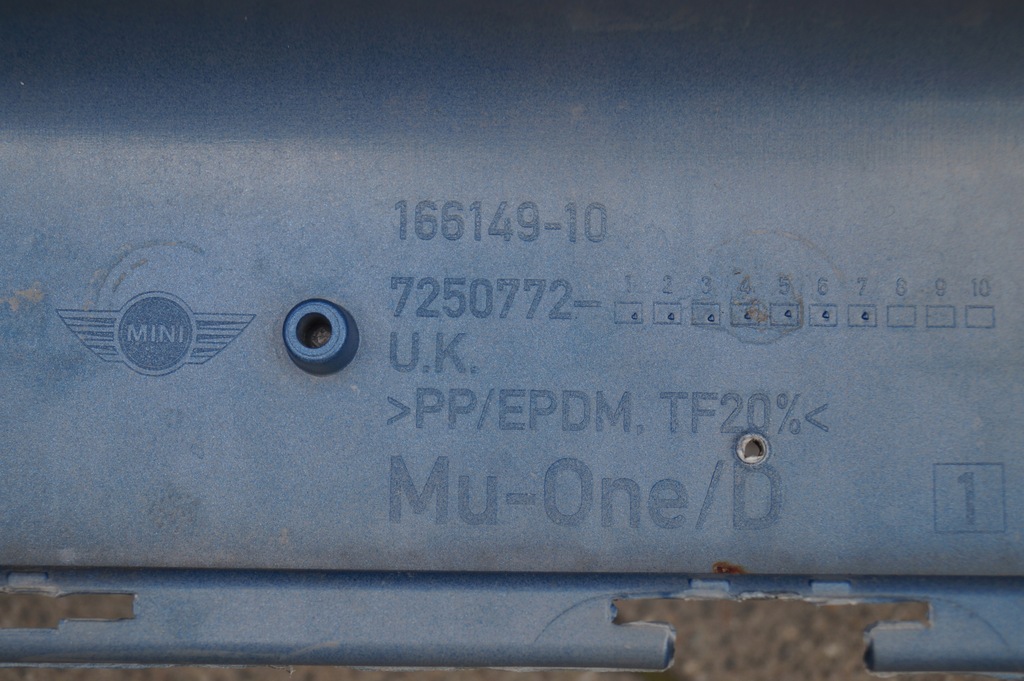 MINI
166149-10
7250772- 1 2 3 4 5 6 7 8 9 10
U.K.
>PP/EPDM, TF20%<
Mu-One/D
1